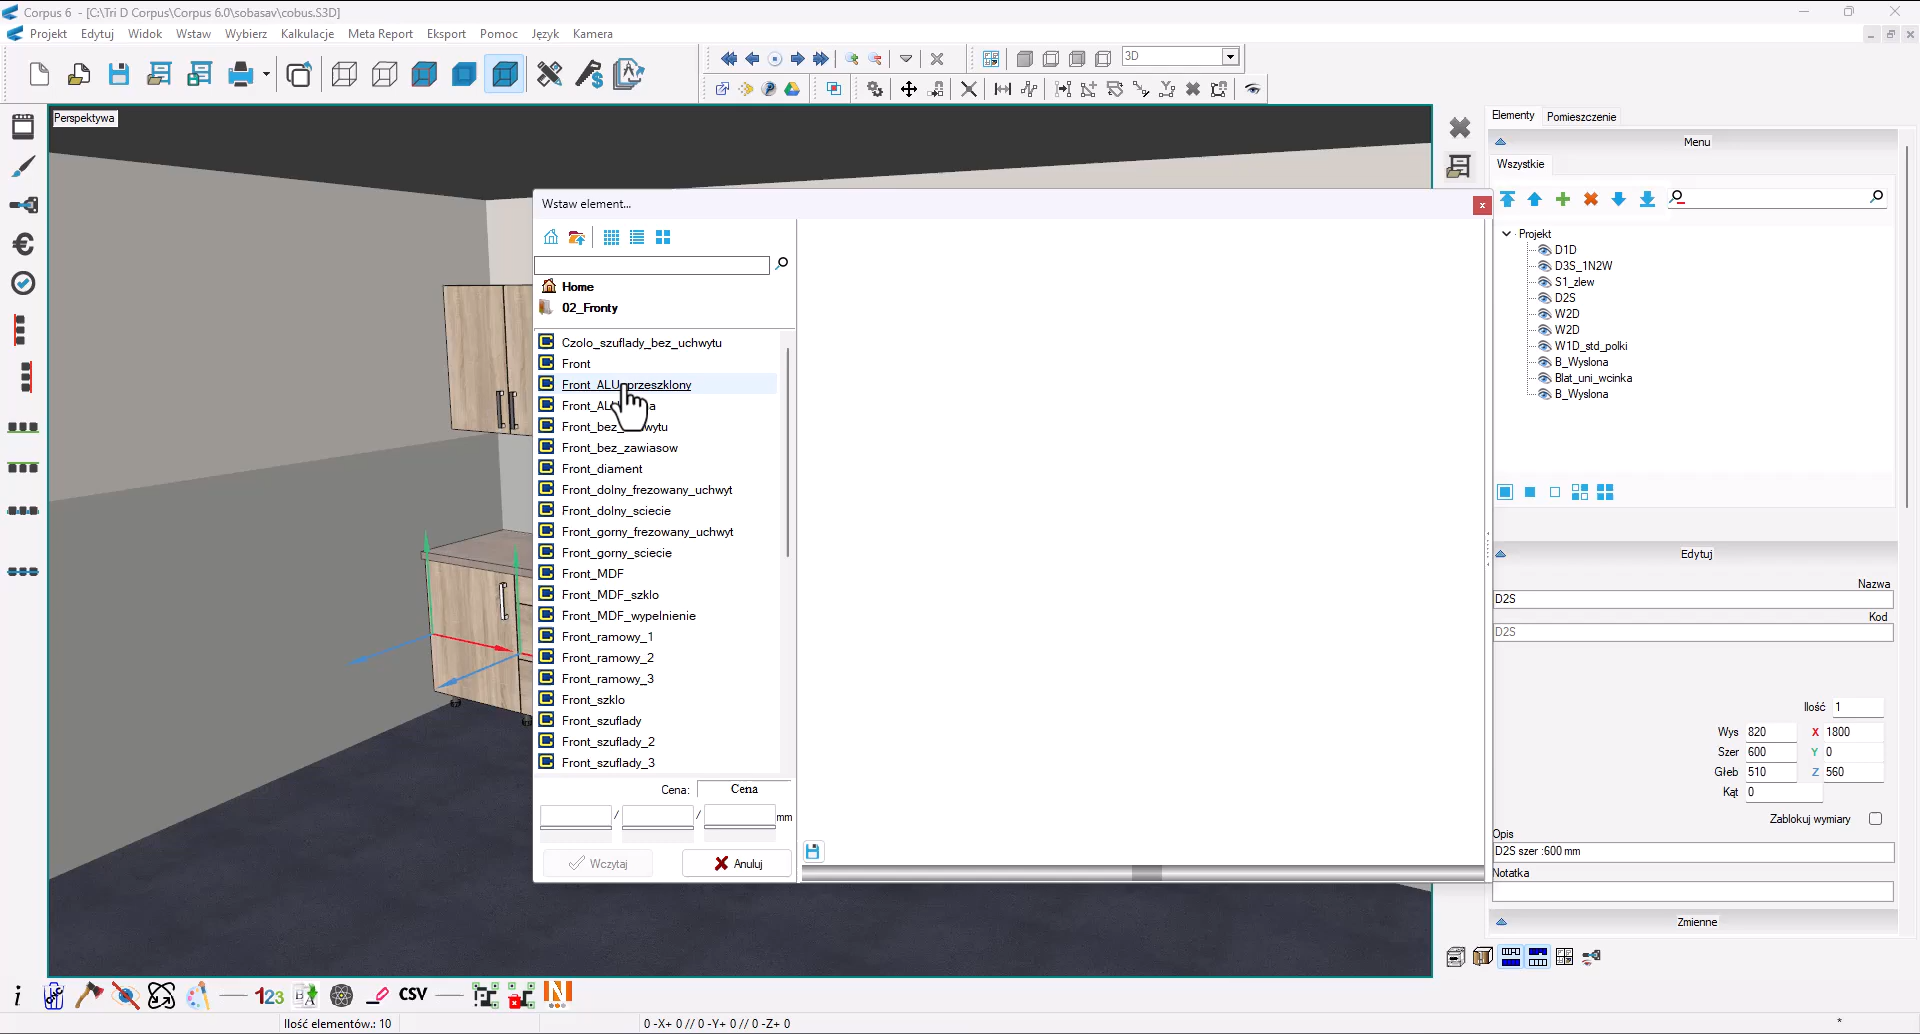 Corpus 6 - [C:\Tri D Corpus\Corpus 6.0\sobasav\cobus.S3D]
Projekt Edytuj Widok Wstaw Wybierz Kalkulacje Meta Report Eksport Pomoc Język Kamera
3D
Perspektywa
Elementy Pomieszczenie
Menu
Wszystkie
Projekt
D1D
D3S_1N2W
S1_zlew
D2S
W2D
W2D
W1D_std_polki
B_Wyslona
Blat_uni_wcinka
B_Wyslona
Wstaw element...
Home
02_Fronty
Czolo_szuflady_bez_uchwytu
Front
Front_ALU_przeszklony
Front_bez_zawiasow
Front_diament
Front_dolny_frezowany_uchwyt
Front_dolny_sciecie
Front_gorny_frezowany_uchwyt
Front_gorny_sciecie
Front_MDF
Front_MDF_szklo
Front_MDF_wypelnienie
Front_ramowy_1
Front_ramowy_2
Front_ramowy_3
Front_szklo
Front_szuflady
Front_szuflady_2
Front_szuflady_3
Cena: Cena
/ / mm
Wczytaj Anuluj
Edytuj
Nazwa
D2S
Kod
D2S
Ilość 1
Wys 820 X 1800
Szer 600 Y 0
Głeb 510 Z 560
Kąt 0
Zablokuj wymiary
Opis
D2S szer :600 mm
Notatka
Zmienne
i 123 CSV N
Ilość elementów.: 10 0 -X+ 0 // 0 -Y+ 0 // 0 -Z+ 0 *